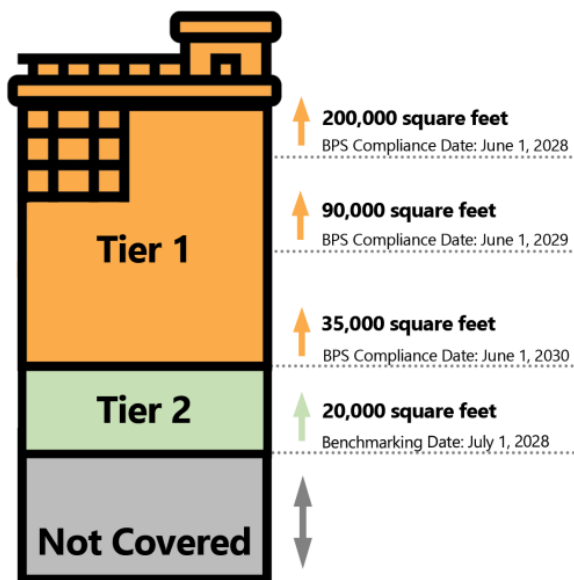 200,000 square feet
BPS Compliance Date: June 1, 2028
90,000 square feet
BPS Compliance Date: June 1, 2029
Tier 1
35,000 square feet
BPS Compliance Date: June 1, 2030
Tier 2
20,000 square feet
Benchmarking Date: July 1, 2028
Not Covered